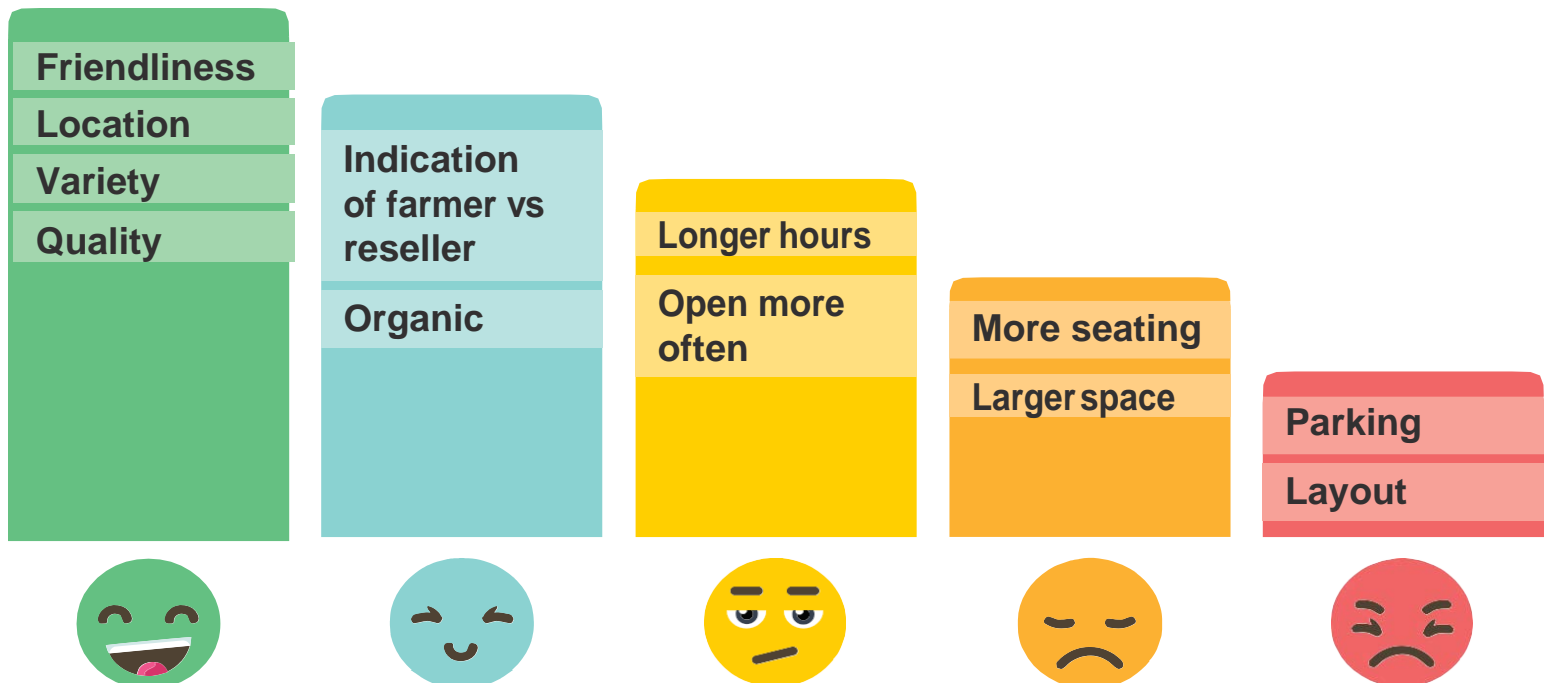 Friendliness
Location
Variety
Quality
Indication
of farmer vs
reseller
Organic
Longer hours
Open more
often
More seating
Larger space
Parking
Layout